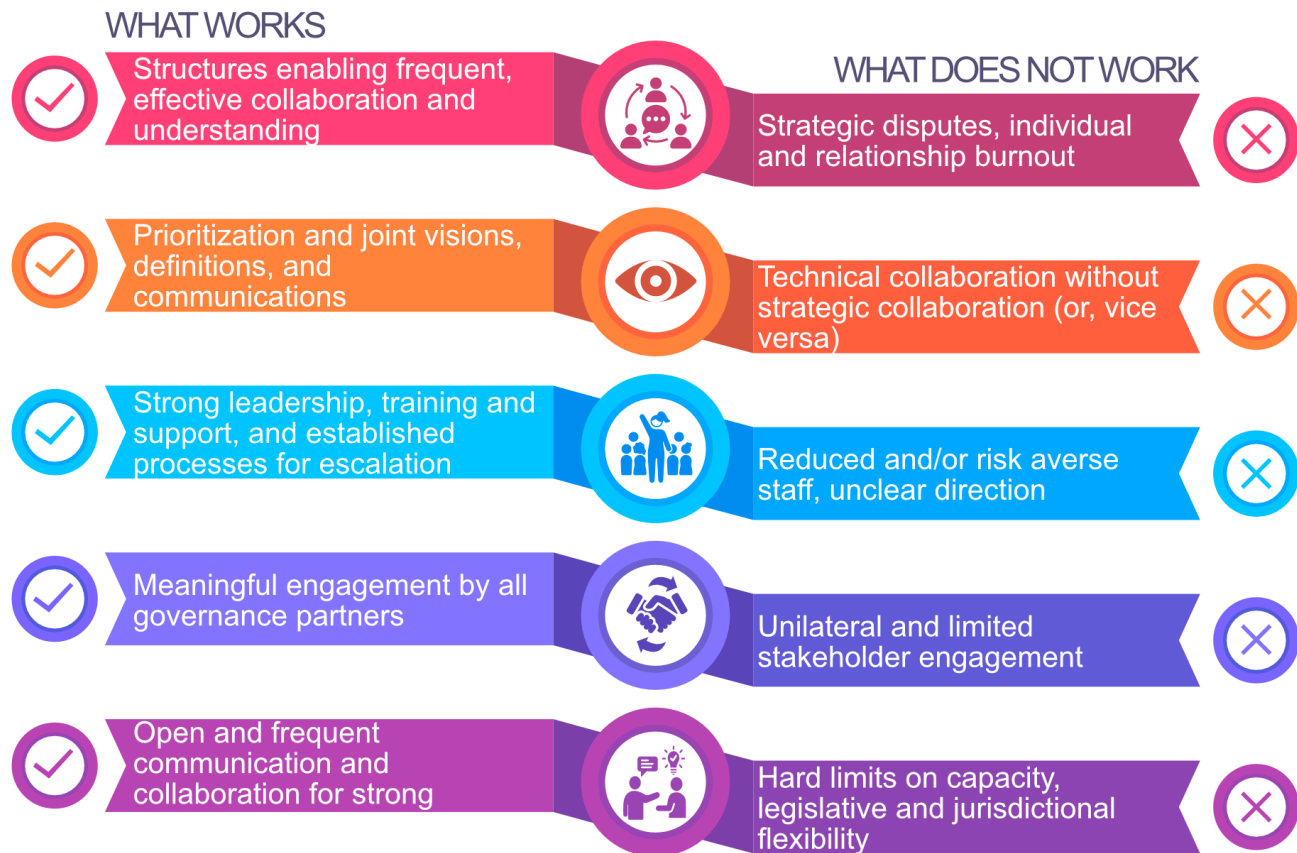 WHAT WORKS
Structures enabling frequent,
effective collaboration and
understanding
WHAT DOES NOT WORK
Strategic disputes, individual
and relationship burnout
Prioritization and joint visions,
definitions, and
communications
Technical collaboration without
strategic collaboration (or, vice
versa)
Strong leadership, training and
support, and established
processes for escalation
Reduced and/or risk averse
staff, unclear direction
Meaningful engagement by all
governance partners
Unilateral and limited
stakeholder engagement
Open and frequent
communication and
collaboration for strong
Hard limits on capacity,
legislative and jurisdictional
flexibility